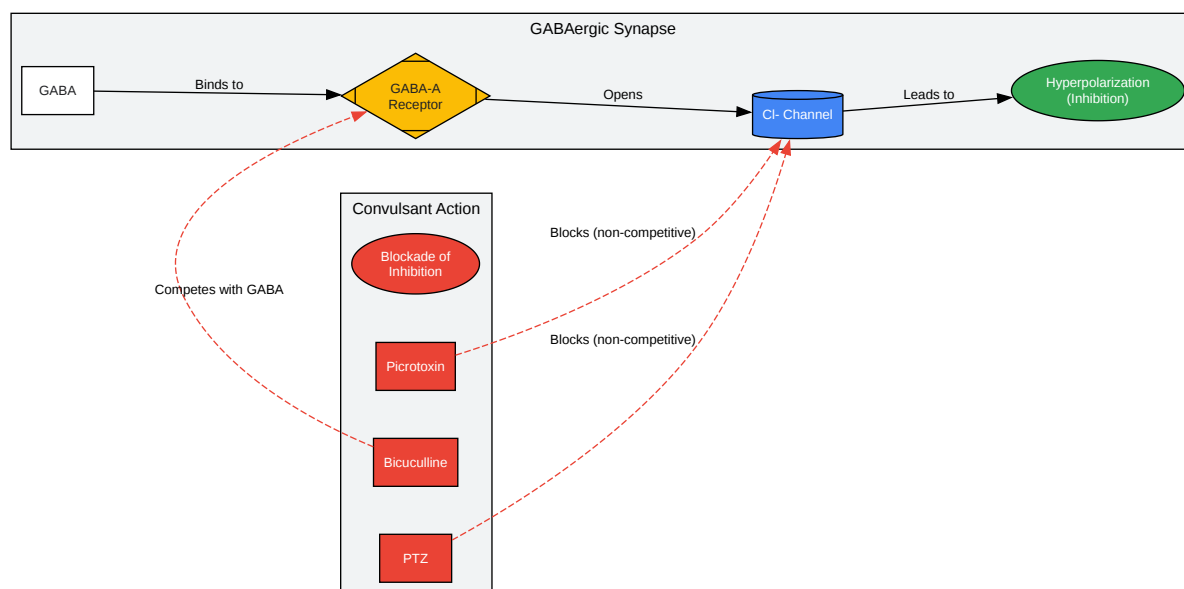 GABAergic Synapse
GABA
Binds to
GABA-A
Receptor
Opens
Cl- Channel
Leads to
Hyperpolarization
(Inhibition)
Convulsant Action
Blockade of
Inhibition
Blocks (non-competitive)
Competes with GABA
Picrotoxin
Blocks (non-competitive)
Bicuculline
PTZ